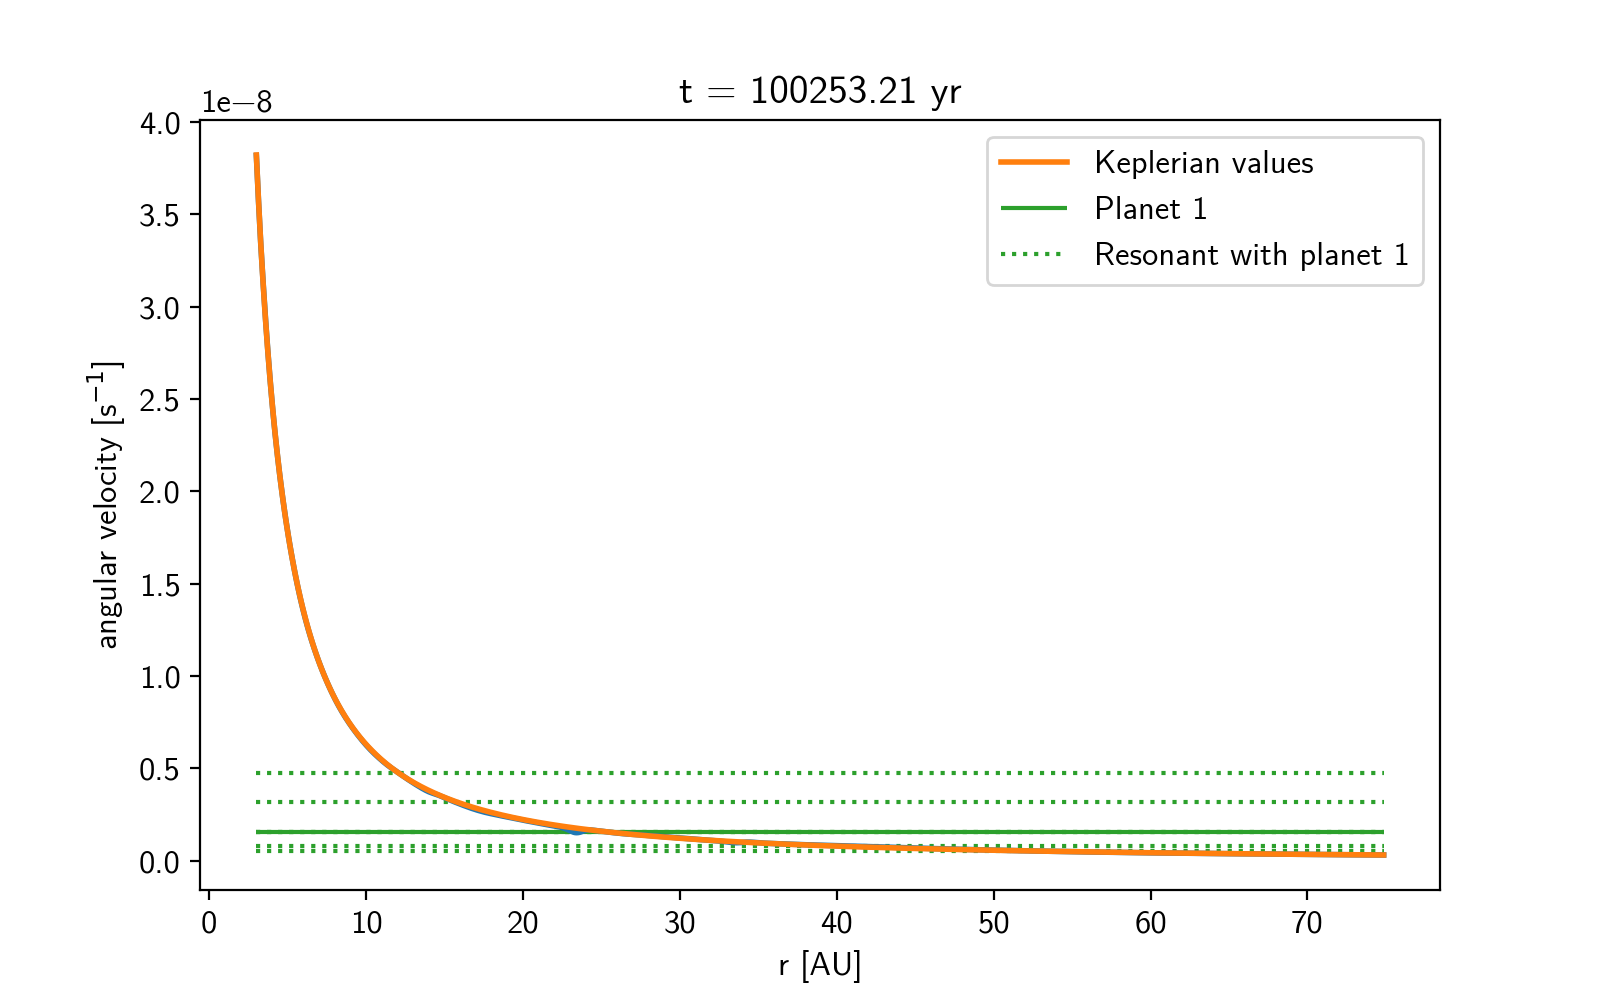 t = 100253.21 yr
1e−8
4.0
3.5
3.0
2.5
2.0
1.5
1.0
0.5
0.0
angular velocity [s⁻¹]
Keplerian values
Planet 1
Resonant with planet 1
0 10 20 30 40 50 60 70
r [AU]